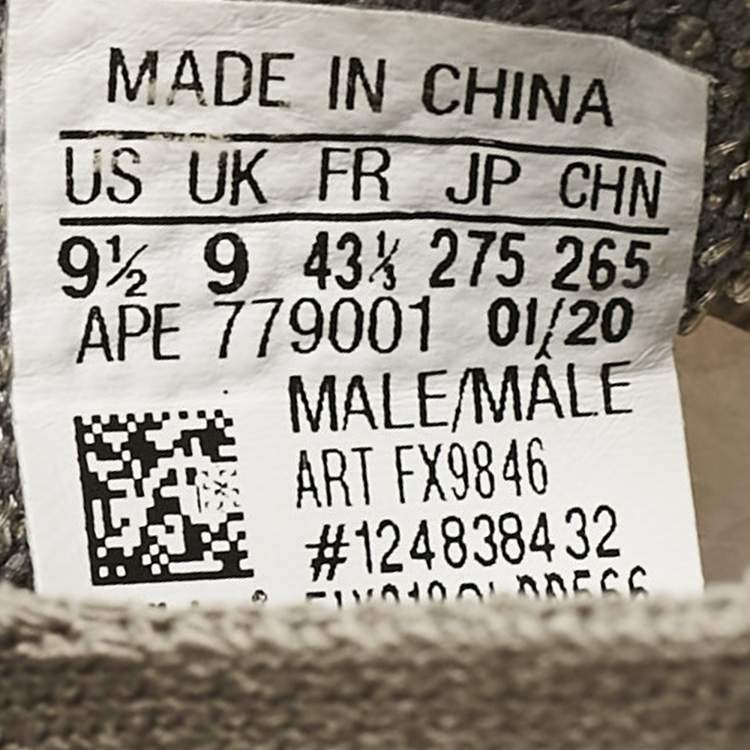 MADE IN CHINA
US UK FR JP CHN
9½ 9 43⅓ 275 265
APE 779001 01/20
MALE/MÂLE
ART FX9846
#124838432